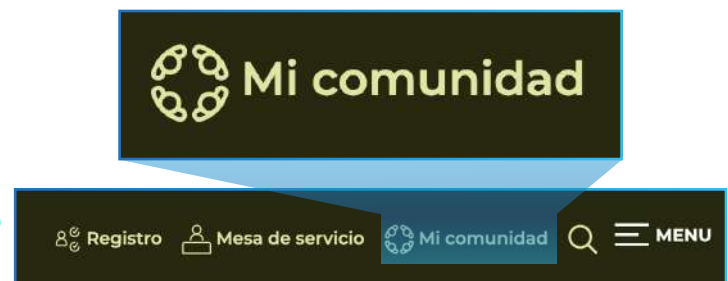 Mi comunidad
Registro Mesa de servicio Mi comunidad MENU